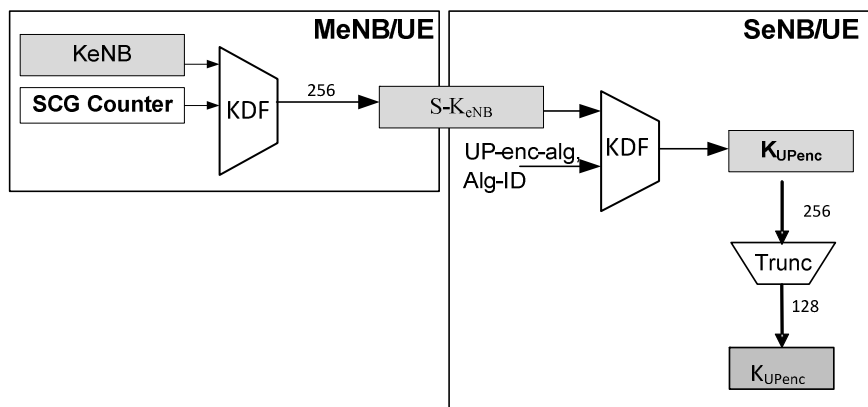 MeNB/UE
SeNB/UE
KeNB
SCG Counter
KDF
256
S-KeNB
UP-enc-alg,
Alg-ID
KDF
KUPenc
256
Trunc
128
KUPenc